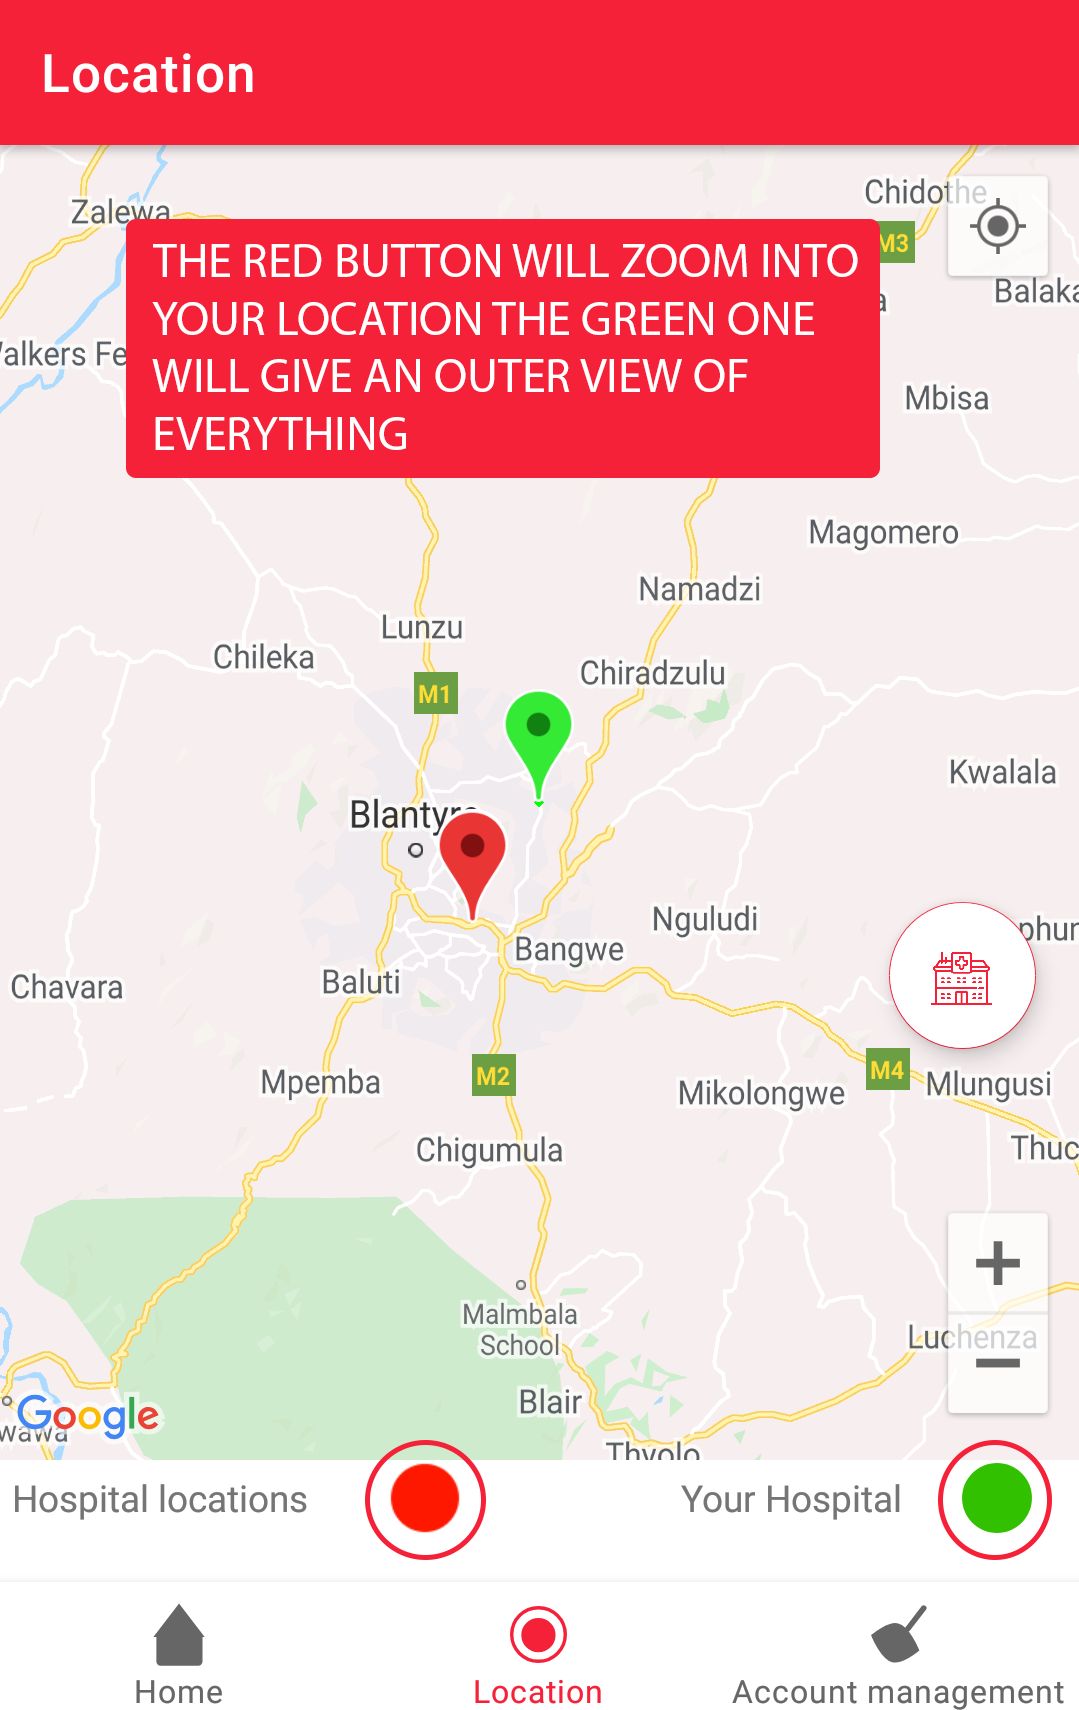 Location
Zalewa
Chidothe
THE RED BUTTON WILL ZOOM INTO
YOUR LOCATION THE GREEN ONE
WILL GIVE AN OUTER VIEW OF
EVERYTHING
M3
Balaka
alkers Fe
Mbisa
Magomero
Namadzi
Lunzu
Chileka
Chiradzulu
M1
Kwalala
Blantyre
Nguludi
phun
Bangwe
Baluti
Chavara
M4
M2
Mpemba
Mlungusi
Mikolongwe
Chigumula
Thuc
Malmbala
School
Luchenza
Blair
Google
wawa
Thyolo
Hospital locations
Your Hospital
Home
Location
Account management